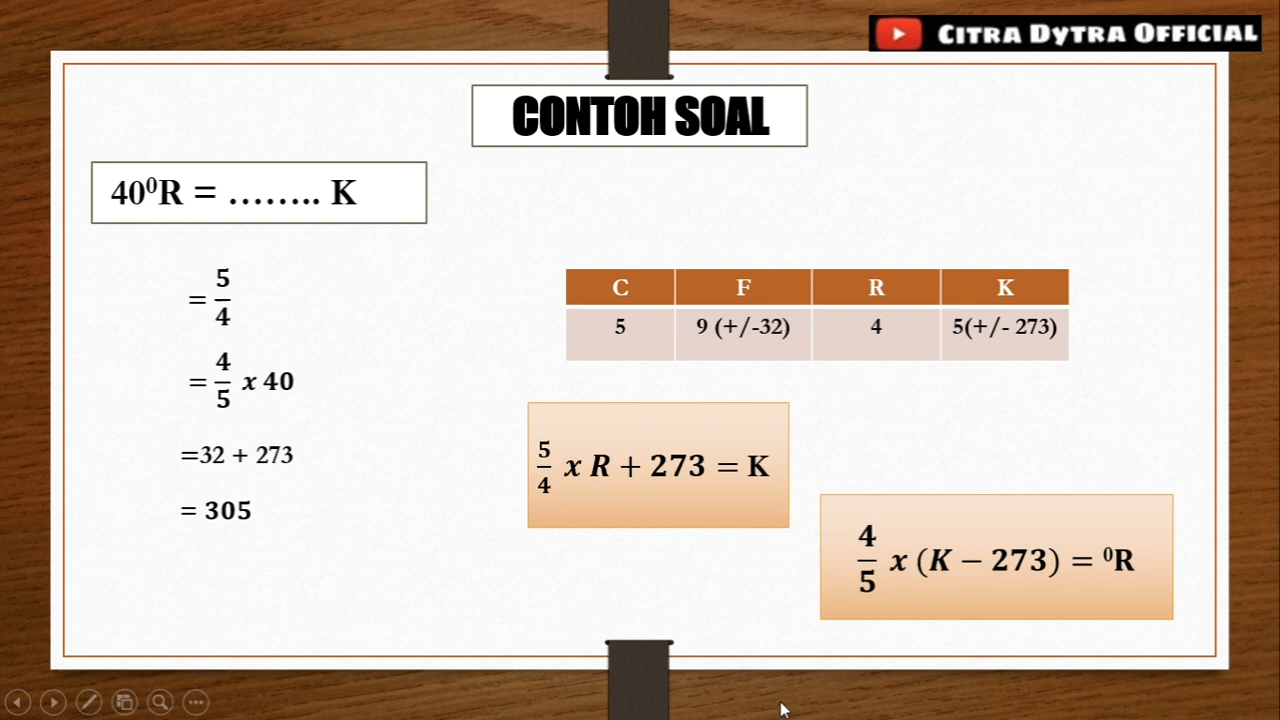 CITRA DYTRA OFFICIAL
CONTOH SOAL
40⁰R = …….. K
= 5/4
= 4/5 x 40
=32 + 273
= 305
C F R K
5 9 (+/-32) 4 5(+/- 273)
5/4 x R + 273 = K
4/5 x (K − 273) = ⁰R